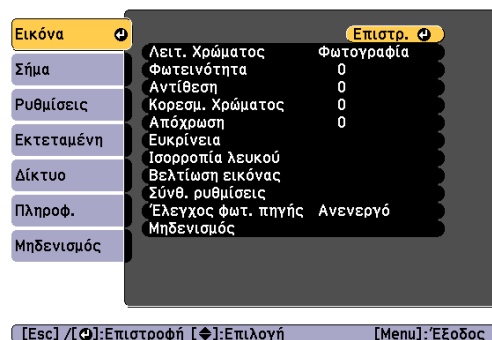 Εικόνα
Επιστρ.
Λειτ. Χρώματος Φωτογραφία
Σήμα
Φωτεινότητα 0
Αντίθεση 0
Ρυθμίσεις
Κορεσμ. Χρώματος 0
Απόχρωση 0
Εκτεταμένη
Ευκρίνεια
Ισορροπία λευκού
Δίκτυο
Βελτίωση εικόνας
Σύνθ. ρυθμίσεις
Πληροφ.
Έλεγχος φωτ. πηγής Ανενεργό
Μηδενισμός
Μηδενισμός
[Esc] /[ ]:Επιστροφή [ ]:Επιλογή [Menu]:Έξοδος